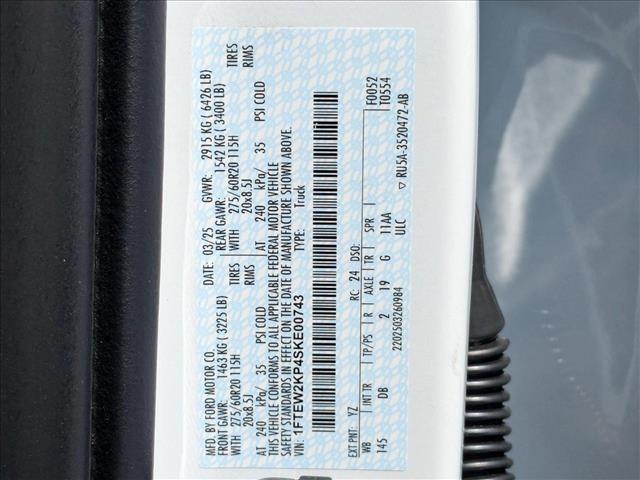 MFD. BY FORD MOTOR CO.
DATE: 03/25 GVWR: 2915 KG ( 6426 LB)
FRONT GAWR: 1463 KG ( 3225 LB) REAR GAWR: 1542 KG ( 3400 LB)
WITH 275/60R20 115H TIRES WITH 275/60R20 115H TIRES
20x8.5J RIMS 20x8.5J RIMS
AT 240 kPa/ 35 PSI COLD AT 240 kPa/ 35 PSI COLD
THIS VEHICLE CONFORMS TO ALL APPLICABLE FEDERAL MOTOR VEHICLE
SAFETY STANDARDS IN EFFECT ON THE DATE OF MANUFACTURE SHOWN ABOVE.
VIN: 1FTEW2KP4SKE00743 TYPE: Truck
F0052
T0554
EXT PNT: YZ RC: 24 DSO:
WB INT TR TP/PS R AXLE TR SPR
145 DB 2 19 G 11AA
ULC
2202503260984 ▽ RU5A-3520472-AB